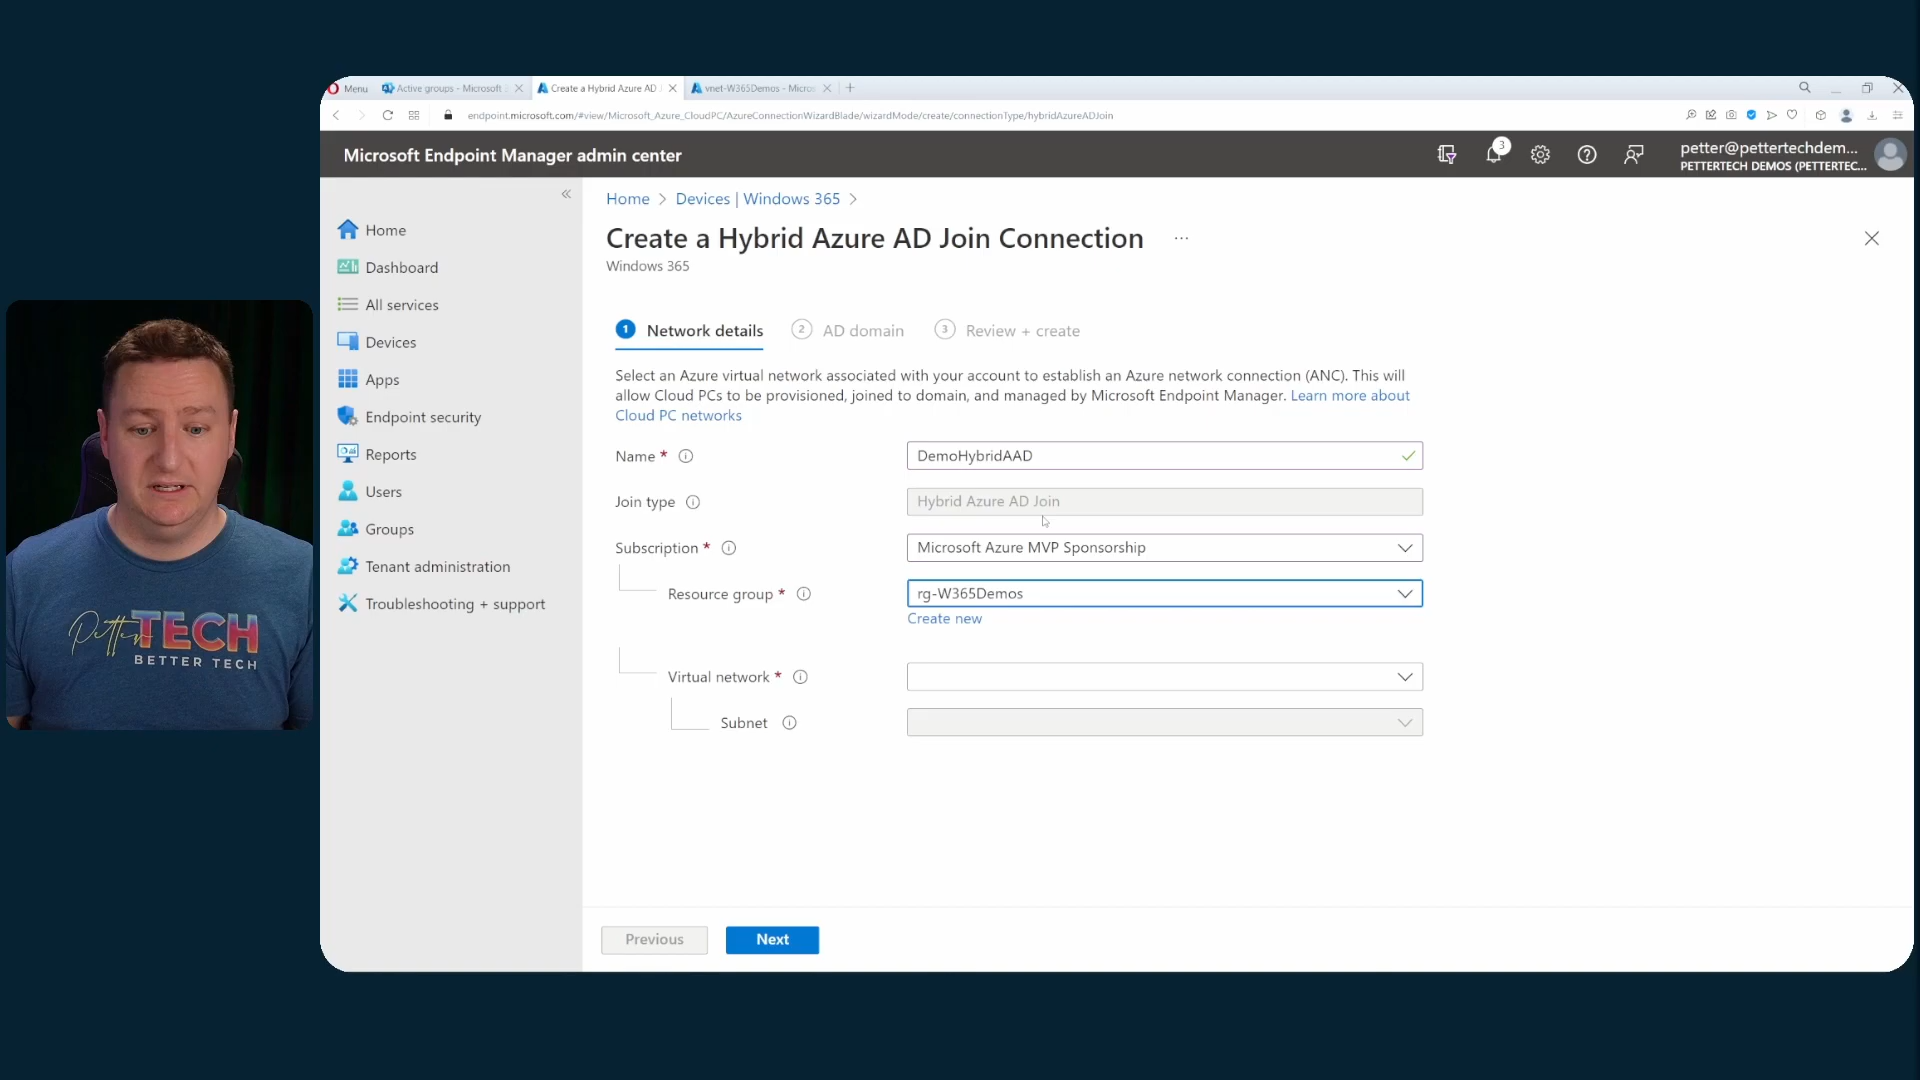 Menu
Active groups - Microsoft
Create a Hybrid Azure AD J
vnet-W365Demos - Micros
endpoint.microsoft.com/#view/Microsoft_Azure_CloudPC/AzureConnectionWizardBlade/wizardMode/create/connectionType/hybridAzureADJoin
Microsoft Endpoint Manager admin center
3
petter@pettertechdem...
PETTERTECH DEMOS (PETTERTEC...
Home
Dashboard
All services
Devices
Apps
Endpoint security
Reports
Users
Groups
Tenant administration
Troubleshooting + support
Home > Devices | Windows 365 >
Create a Hybrid Azure AD Join Connection ...
Windows 365
1 Network details
2 AD domain
3 Review + create
Select an Azure virtual network associated with your account to establish an Azure network connection (ANC). This will
allow Cloud PCs to be provisioned, joined to domain, and managed by Microsoft Endpoint Manager. Learn more about
Cloud PC networks
Name * DemoHybridAAD
Join type Hybrid Azure AD Join
Subscription * Microsoft Azure MVP Sponsorship
Resource group * rg-W365Demos
Create new
Virtual network *
Subnet
Previous
Next
Petter TECH
BETTER TECH